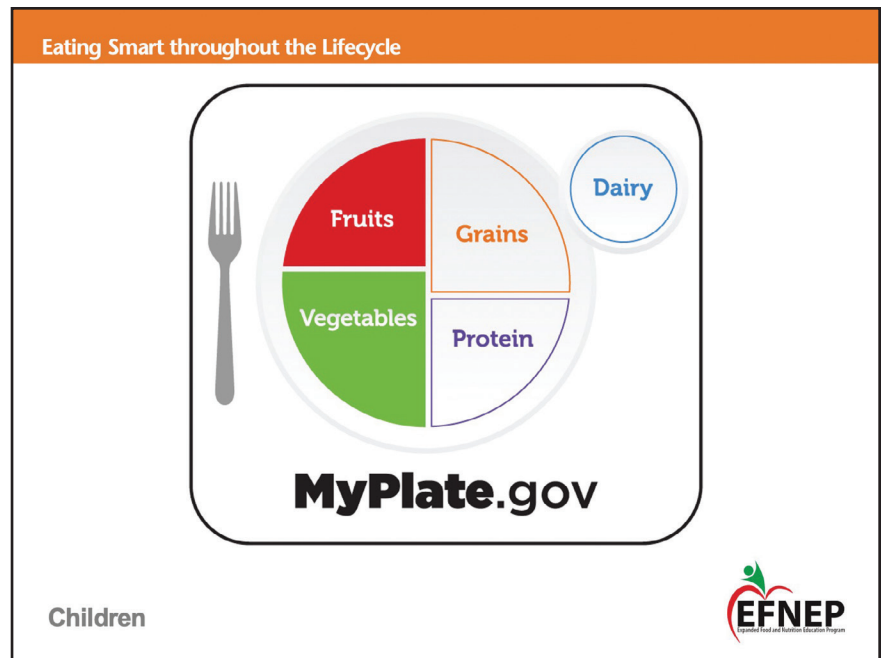 Eating Smart throughout the Lifecycle
Fruits
Grains
Dairy
Vegetables
Protein
MyPlate.gov
Children
EFNEP
Expanded Food and Nutrition Education Program